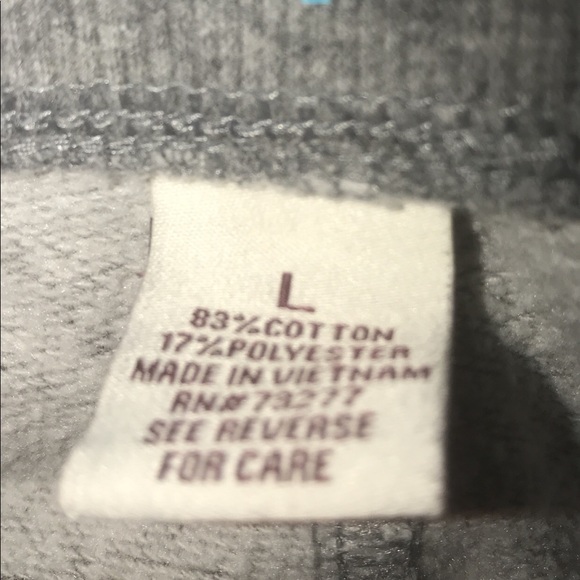 L
83%COTTON
17%POLYESTER
MADE IN VIETNAM
RN#73277
SEE REVERSE
FOR CARE